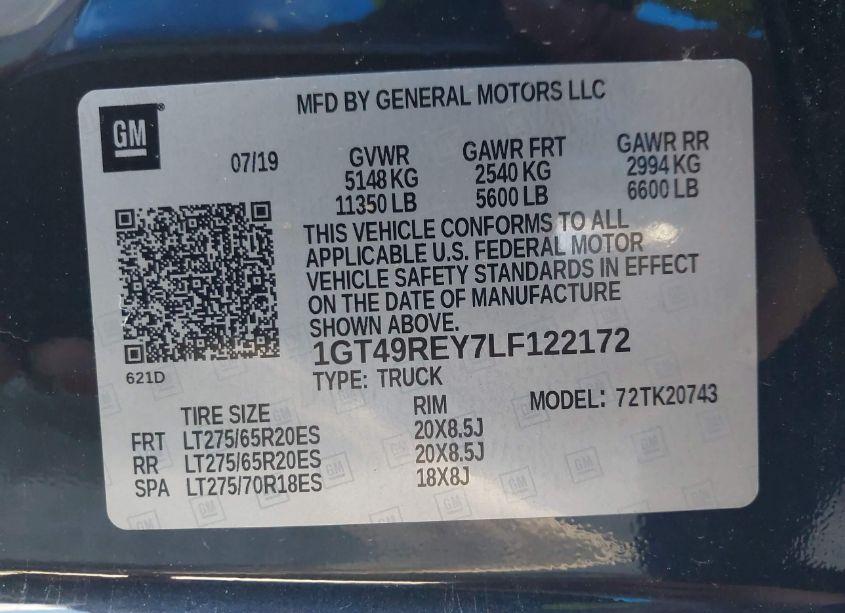 GM
MFD BY GENERAL MOTORS LLC
07/19
GVWR
5148 KG
11350 LB
GAWR FRT
2540 KG
5600 LB
GAWR RR
2994 KG
6600 LB
THIS VEHICLE CONFORMS TO ALL
APPLICABLE U.S. FEDERAL MOTOR
VEHICLE SAFETY STANDARDS IN EFFECT
ON THE DATE OF MANUFACTURE
SHOWN ABOVE.
1GT49REY7LF122172
621D
TYPE: TRUCK
MODEL: 72TK20743
TIRE SIZE RIM
FRT LT275/65R20ES 20X8.5J
RR LT275/65R20ES 20X8.5J
SPA LT275/70R18ES 18X8J